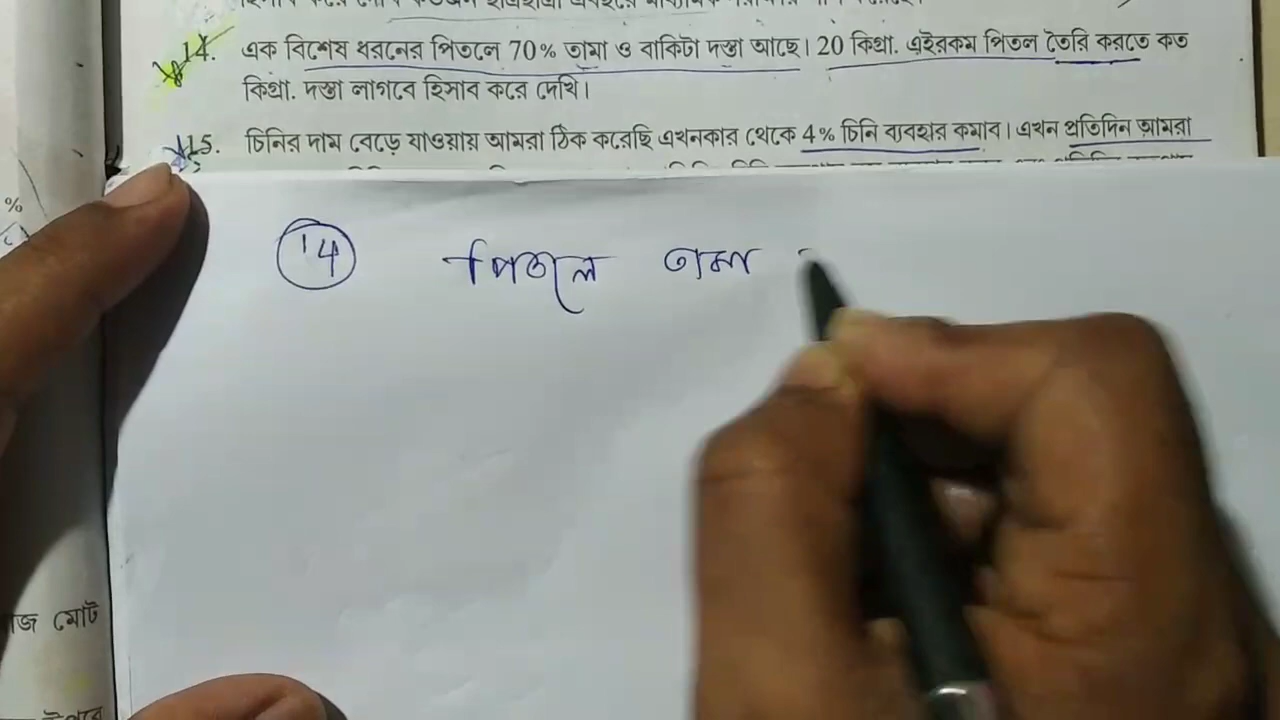 14. এক বিশেষ ধরনের পিতলে 70% তামা ও বাকিটা দস্তা আছে। 20 কিগ্রা. এইরকম পিতল তৈরি করতে কত
কিগ্রা. দস্তা লাগবে হিসাব করে দেখি।
15. চিনির দাম বেড়ে যাওয়ায় আমরা ঠিক করেছি এখনকার থেকে 4% চিনি ব্যবহার কমাব। এখন প্রতিদিন আমরা
%
14 পিতলে তামা
মোট